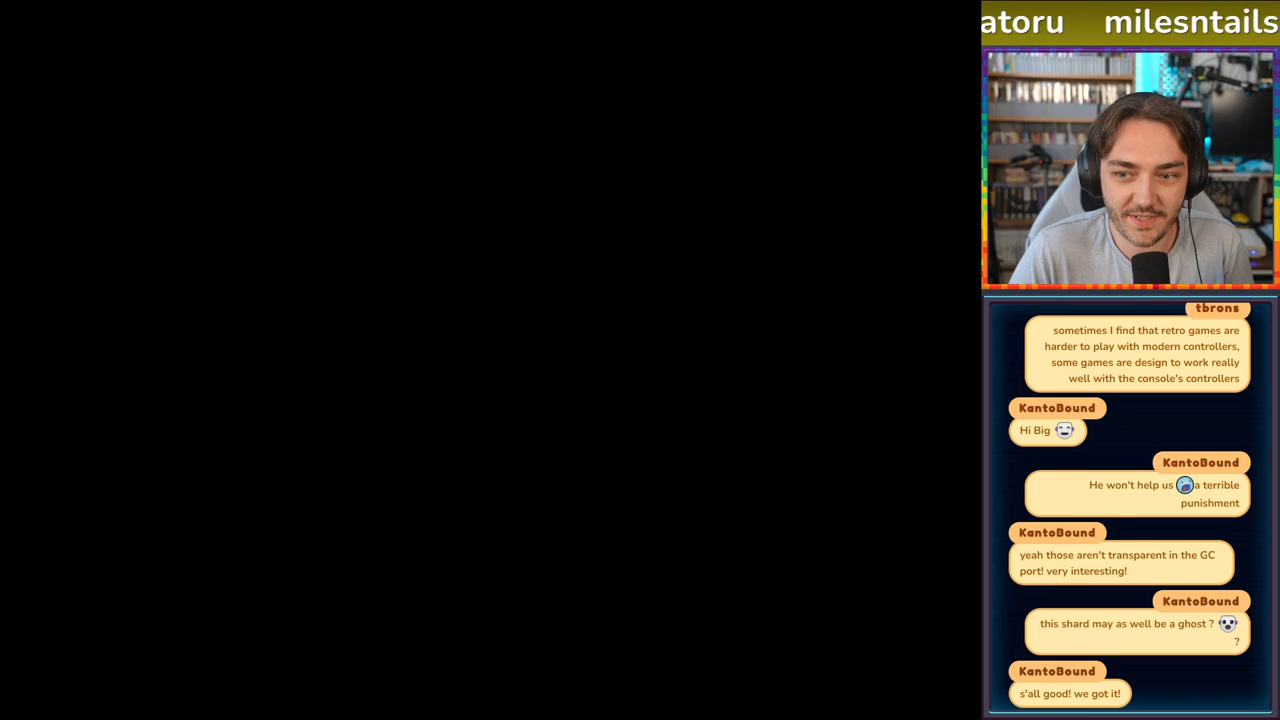 atoru milesntails
tbrons
sometimes I find that retro games are
harder to play with modern controllers,
some games are design to work really
well with the console's controllers
KantoBound
Hi Big
KantoBound
He won't help us a terrible
punishment
KantoBound
yeah those aren't transparent in the GC
port! very interesting!
KantoBound
this shard may as well be a ghost ?
?
KantoBound
s'all good! we got it!